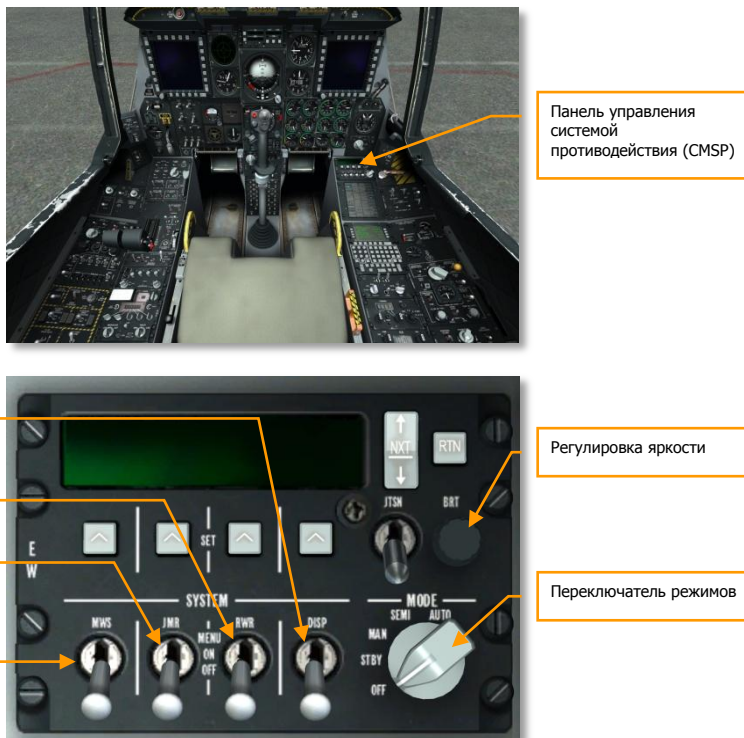 Панель управления
системой
противодействия (CMSP)
NXT
RTN
Регулировка яркости
JTSN
BRT
SET
E
W
SYSTEM
MODE
Переключатель режимов
MWS
JMR
MENU
ON
OFF
RWR
DISP
SEMI
AUTO
MAN
STBY
OFF